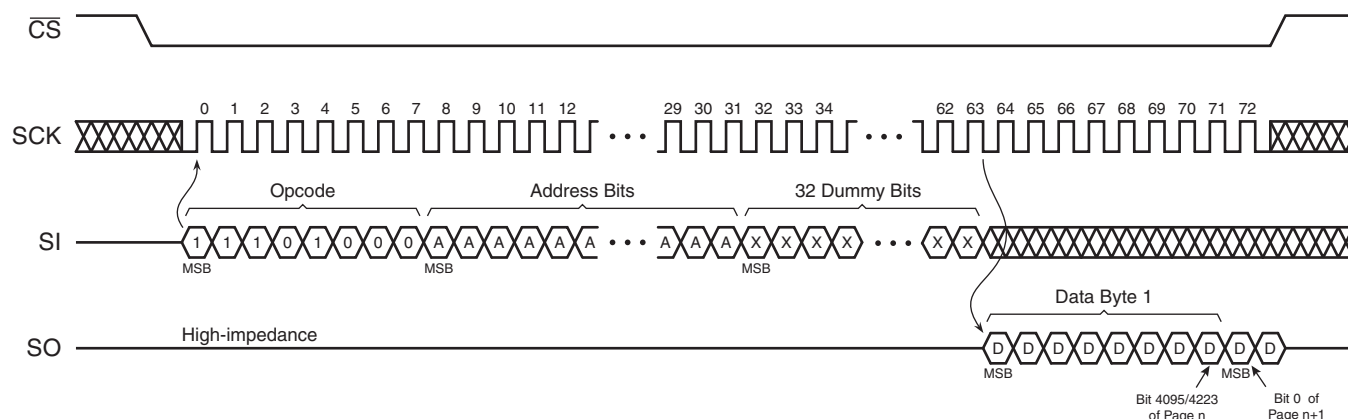 CS
0 1 2 3 4 5 6 7 8 9 10 11 12 29 30 31 32 33 34 62 63 64 65 66 67 68 69 70 71 72
SCK
Opcode Address Bits 32 Dummy Bits
SI 1 1 1 0 1 0 0 0 A A A A A A A A A X X X X X X
MSB MSB MSB
Data Byte 1
High-impedance
SO D D D D D D D D D D
MSB MSB
Bit 4095/4223
of Page n
Bit 0 of
Page n+1